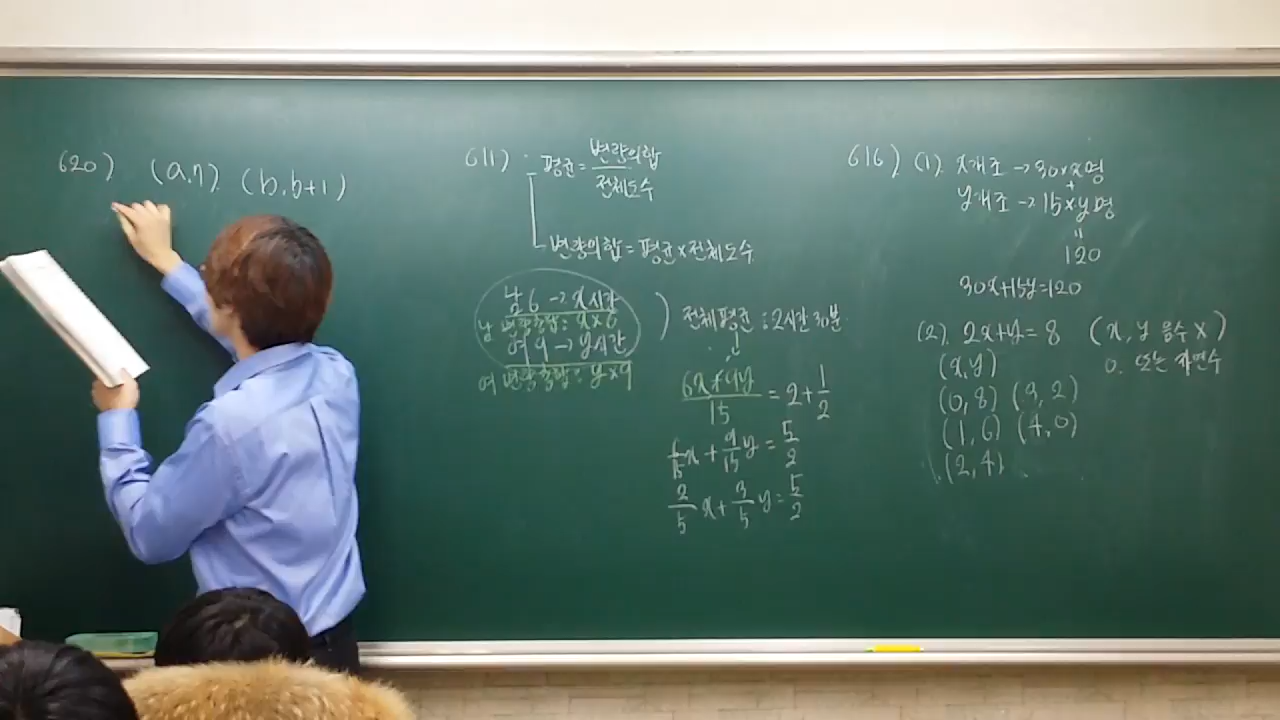 620) (a, 7) (b, b+1)
611) 평균 = 변량의합/전체도수
변량의합 = 평균×전체도수
남 6 → x시간
남 변량총합: x×6
여 9 → y시간
여 변량총합: y×9
전체평균 : 2시간 30분
6x+9y/15 = 2+1/2
6/15x+9/15y=5/2
2/5x+3/5y=5/2
616) (1). x개조 → 30×x명
+
y개조 → 15×y명
"
120
30x+15y=120
(2). 2x+y=8 (x, y 음수 x)
0. 또는 자연수
(x,y)
(0,8) (3,2)
(1,6) (4,0)
(2,4)